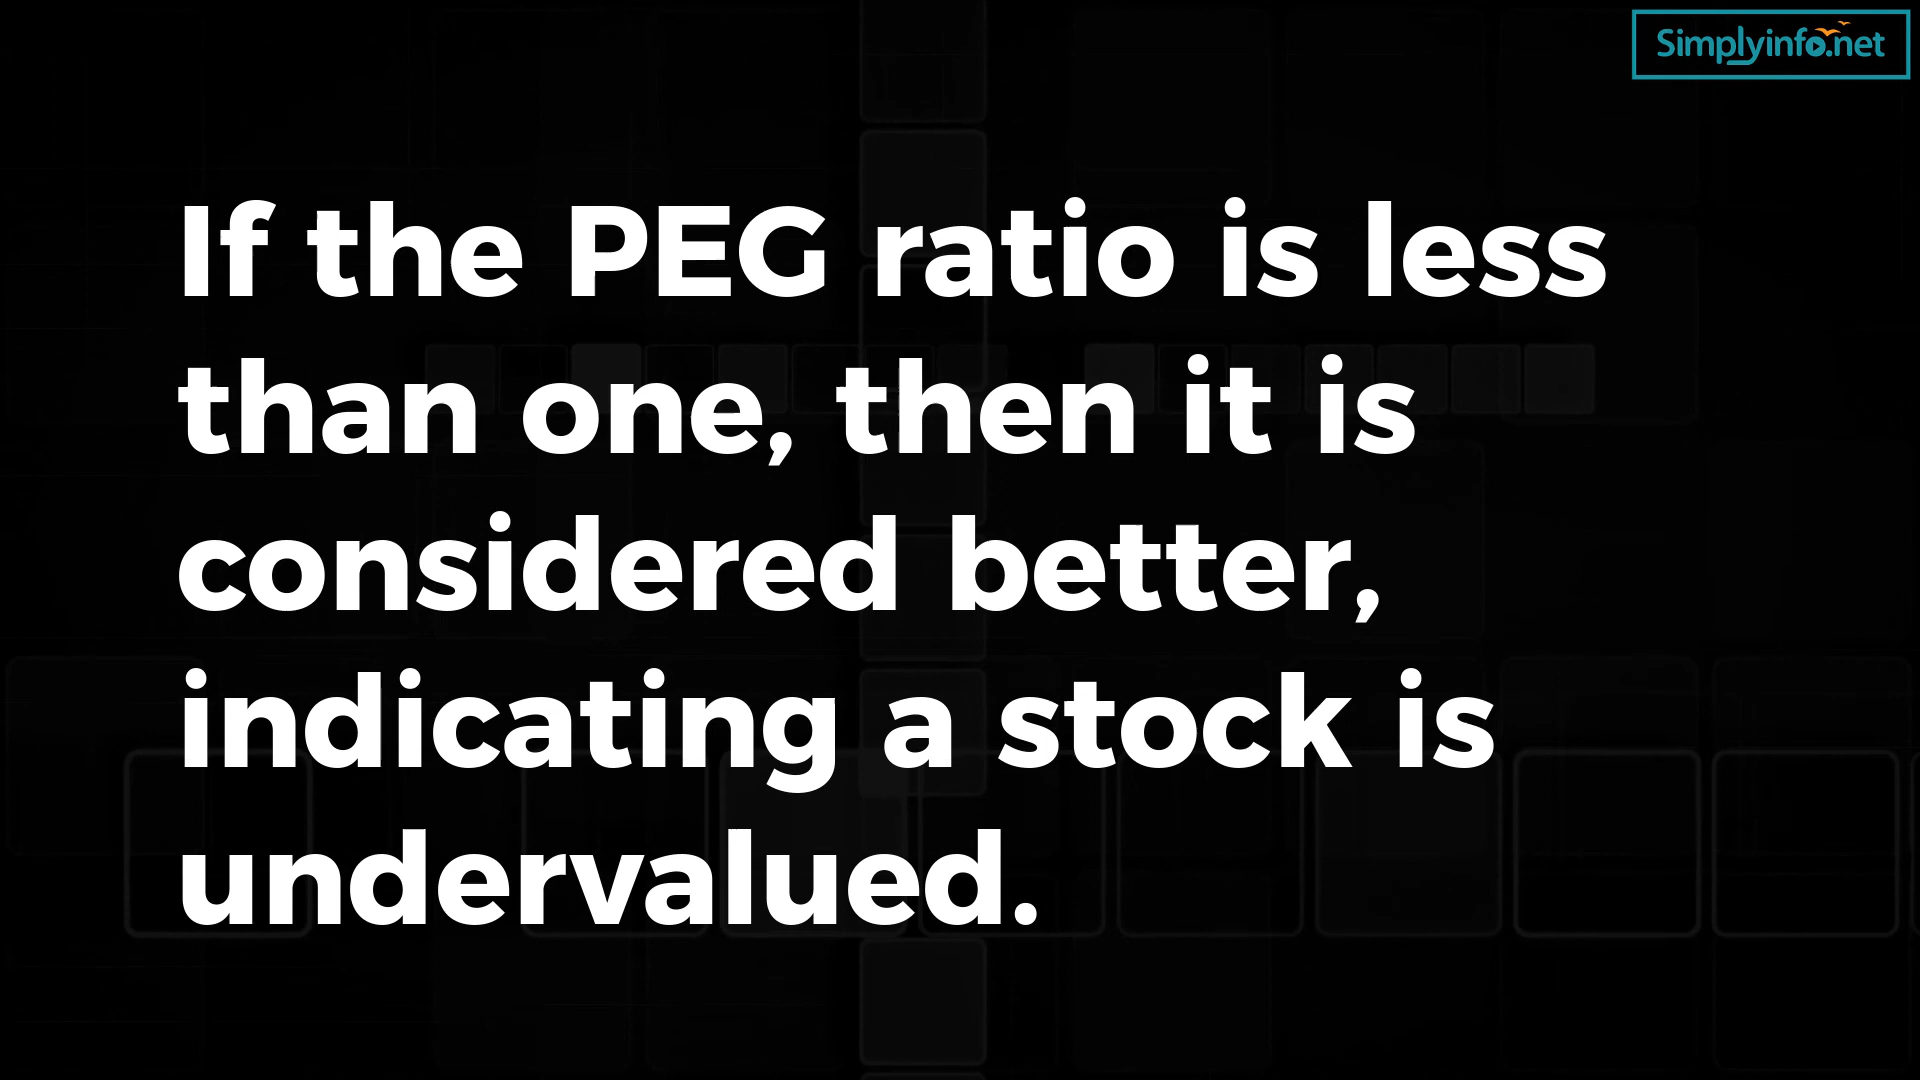 Simplyinfo.net
If the PEG ratio is less
than one, then it is
considered better,
indicating a stock is
undervalued.